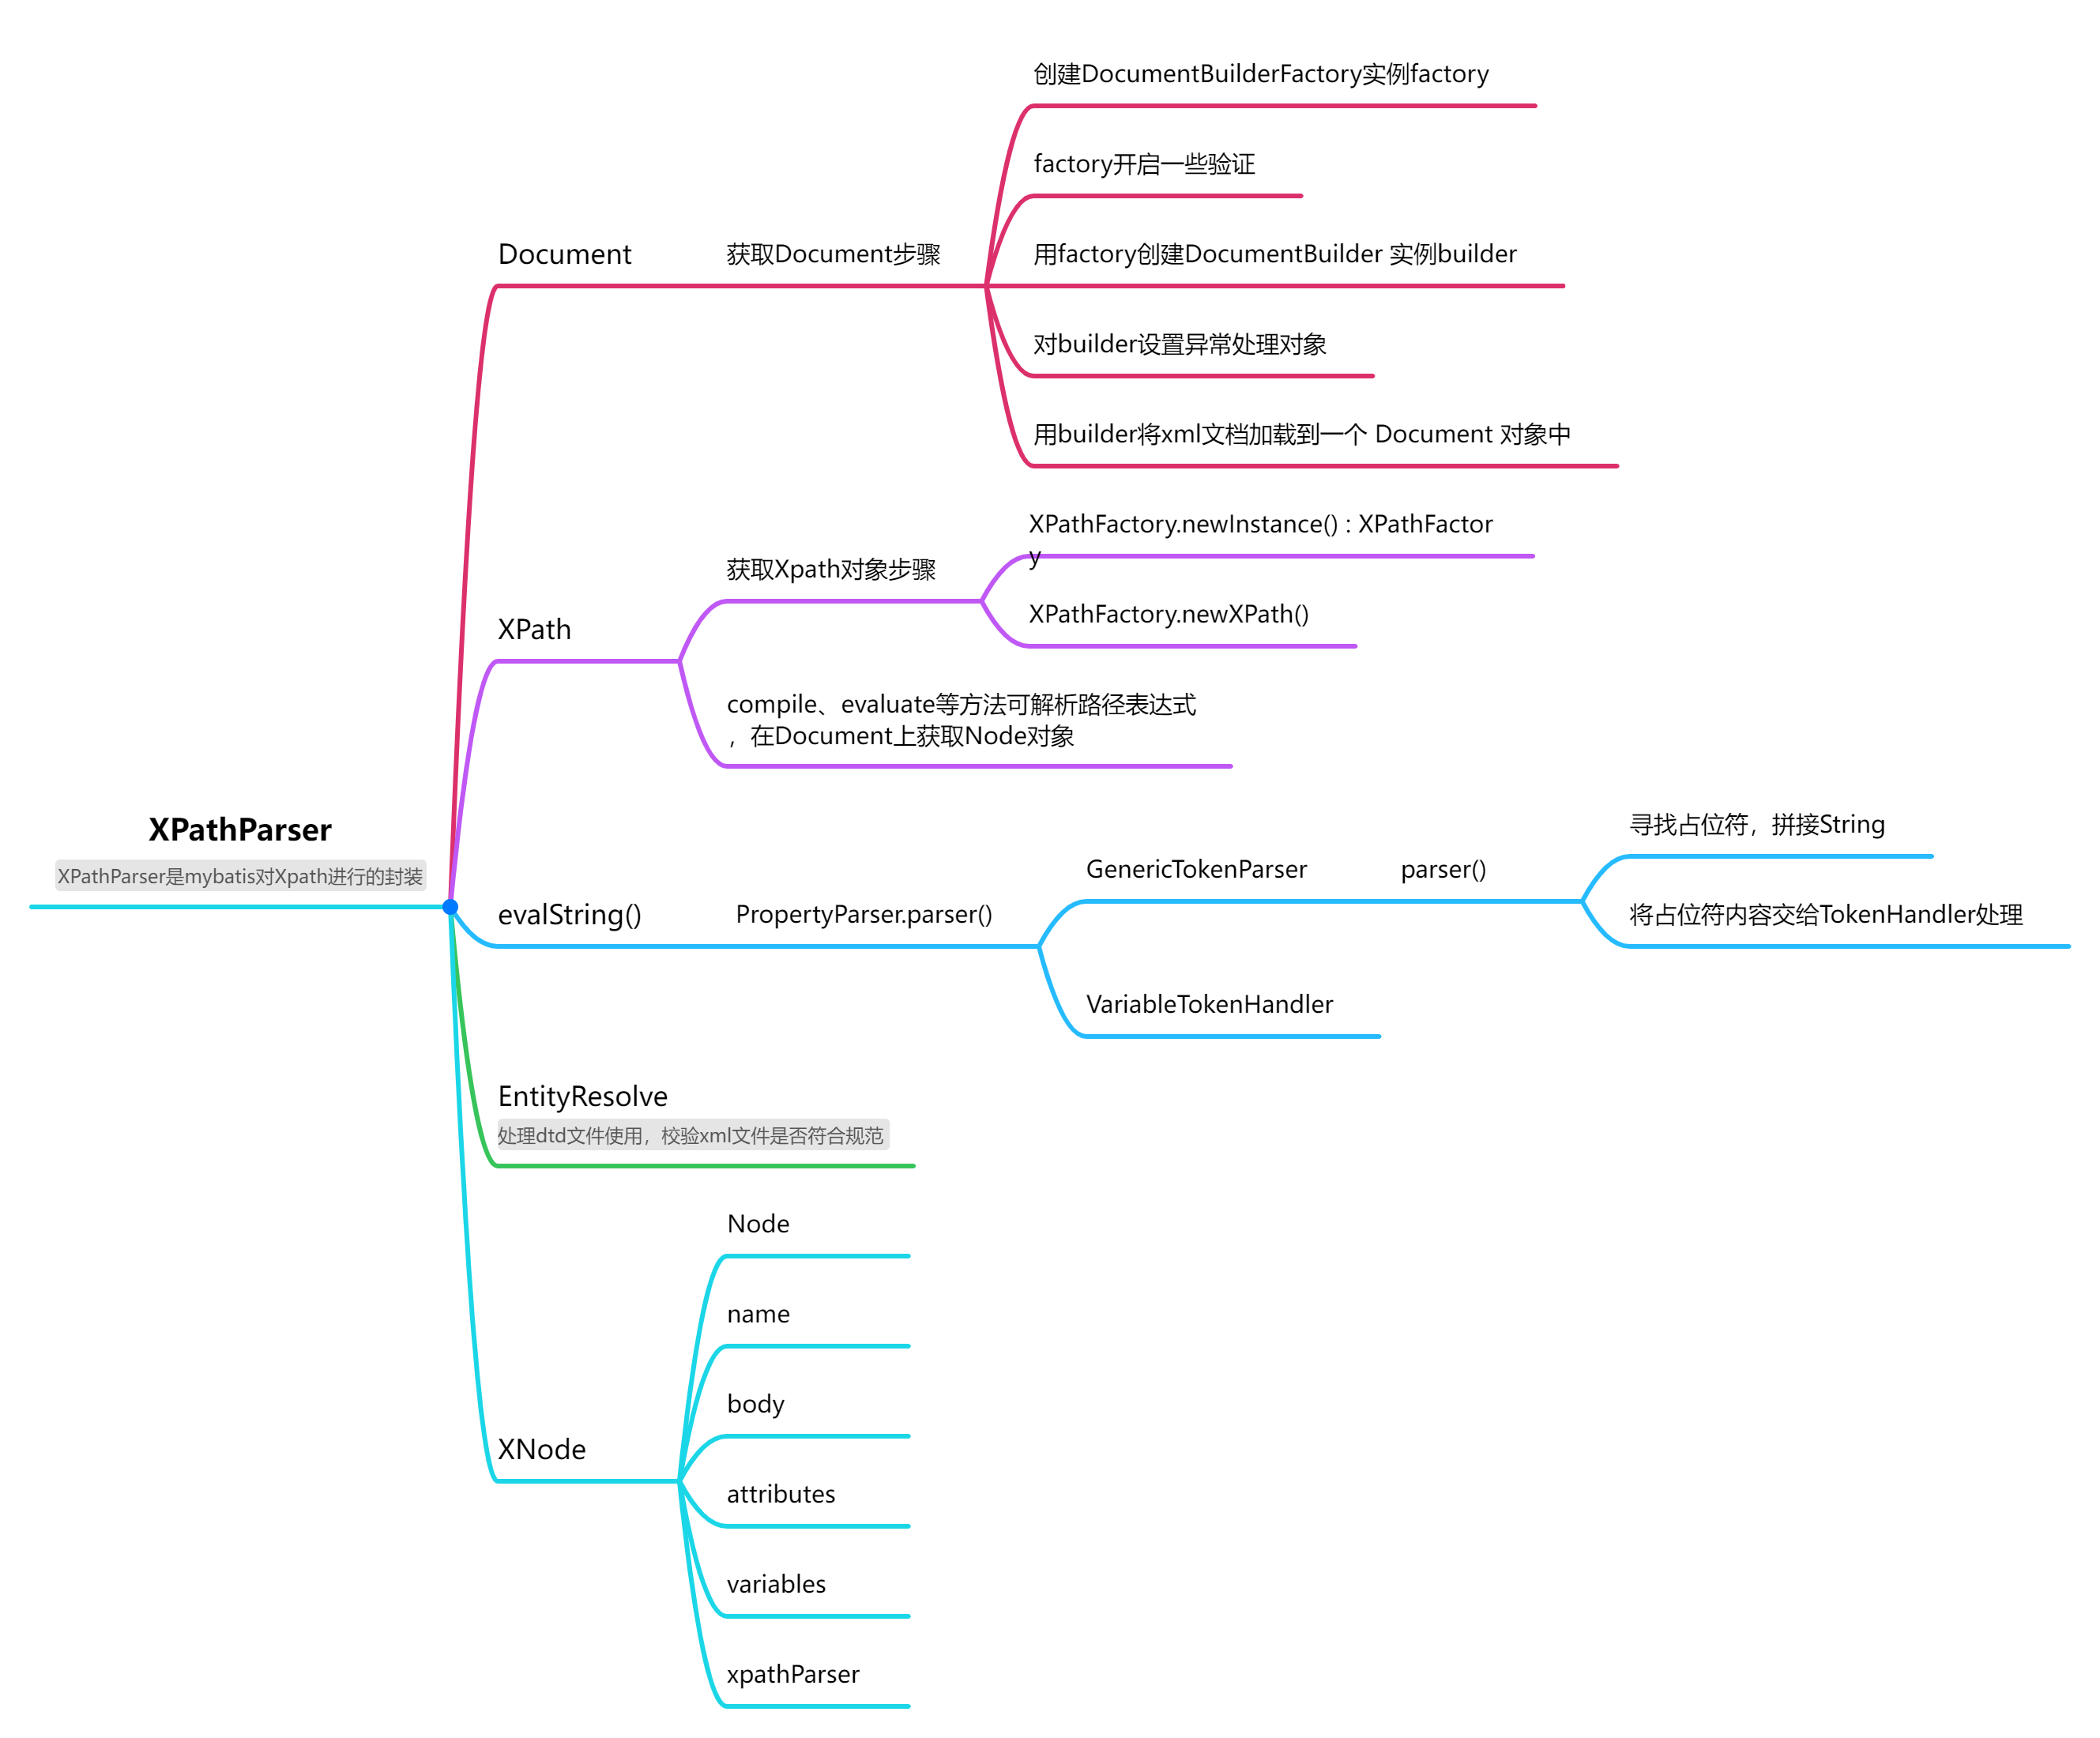 创建DocumentBuilderFactory实例factory
factory开启一些验证
Document
获取Document步骤
用factory创建DocumentBuilder 实例builder
对builder设置异常处理对象
用builder将xml文档加载到一个 Document 对象中
XPathFactory.newInstance() : XPathFactor
y
获取Xpath对象步骤
XPathFactory.newXPath()
XPath
compile、evaluate等方法可解析路径表达式
，在Document上获取Node对象
XPathParser
XPathParser是mybatis对Xpath进行的封装
evalString()
PropertyParser.parser()
GenericTokenParser
parser()
寻找占位符，拼接String
将占位符内容交给TokenHandler处理
VariableTokenHandler
EntityResolve
处理dtd文件使用，校验xml文件是否符合规范
XNode
Node
name
body
attributes
variables
xpathParser